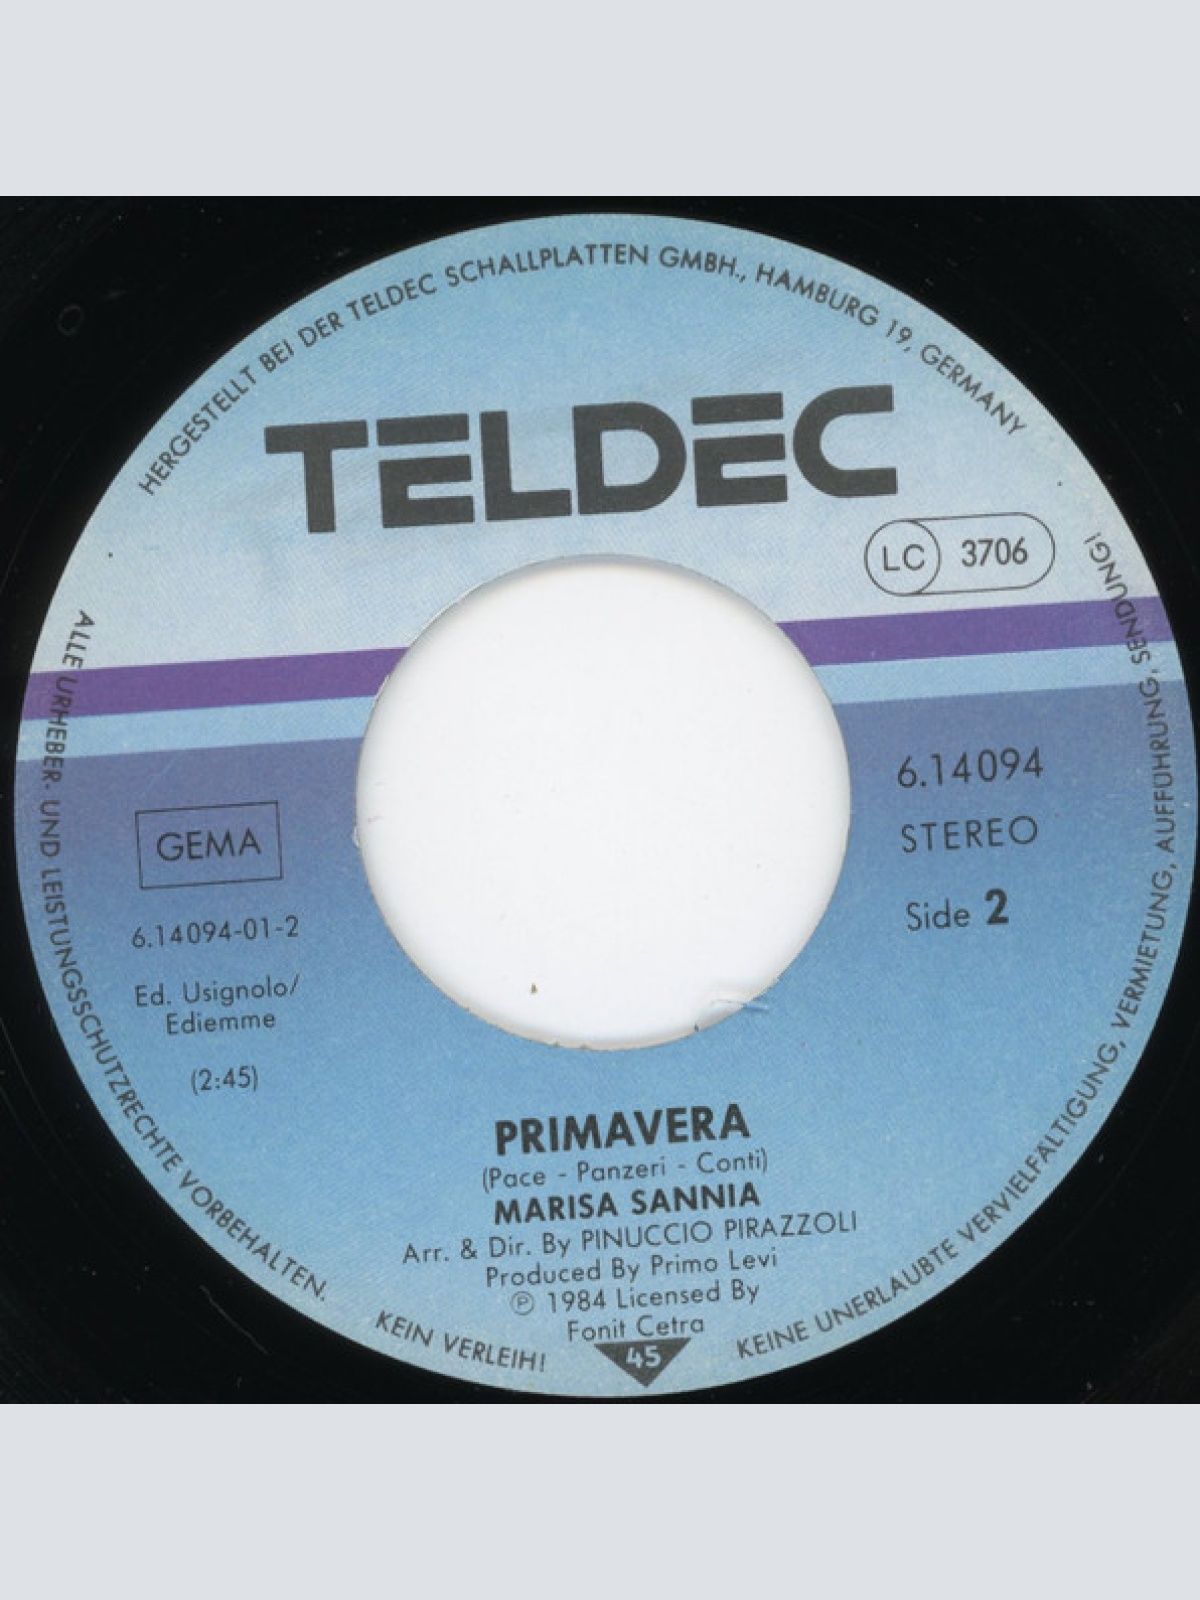 HERGESTELLT BEI DER TELDEC SCHALLPLATTEN GMBH., HAMBURG 19, GERMANY
TELDEC
LC 3706
6.14094
STEREO
Side 2
GEMA
6.14094-01-2
Ed. Usignolo/
Ediemme
(2:45)
PRIMAVERA
(Pace - Panzeri - Conti)
MARISA SANNIA
Arr. & Dir. By PINUCCIO PIRAZZOLI
Produced By Primo Levi
℗ 1984 Licensed By
Fonit Cetra
45
ALLE URHEBER- UND LEISTUNGSSCHUTZRECHTE VORBEHALTEN.
KEIN VERLEIH!
KEINE UNERLAUBTE VERVIELFÄLTIGUNG, VERMIETUNG, AUFFÜHRUNG, SENDUNG!